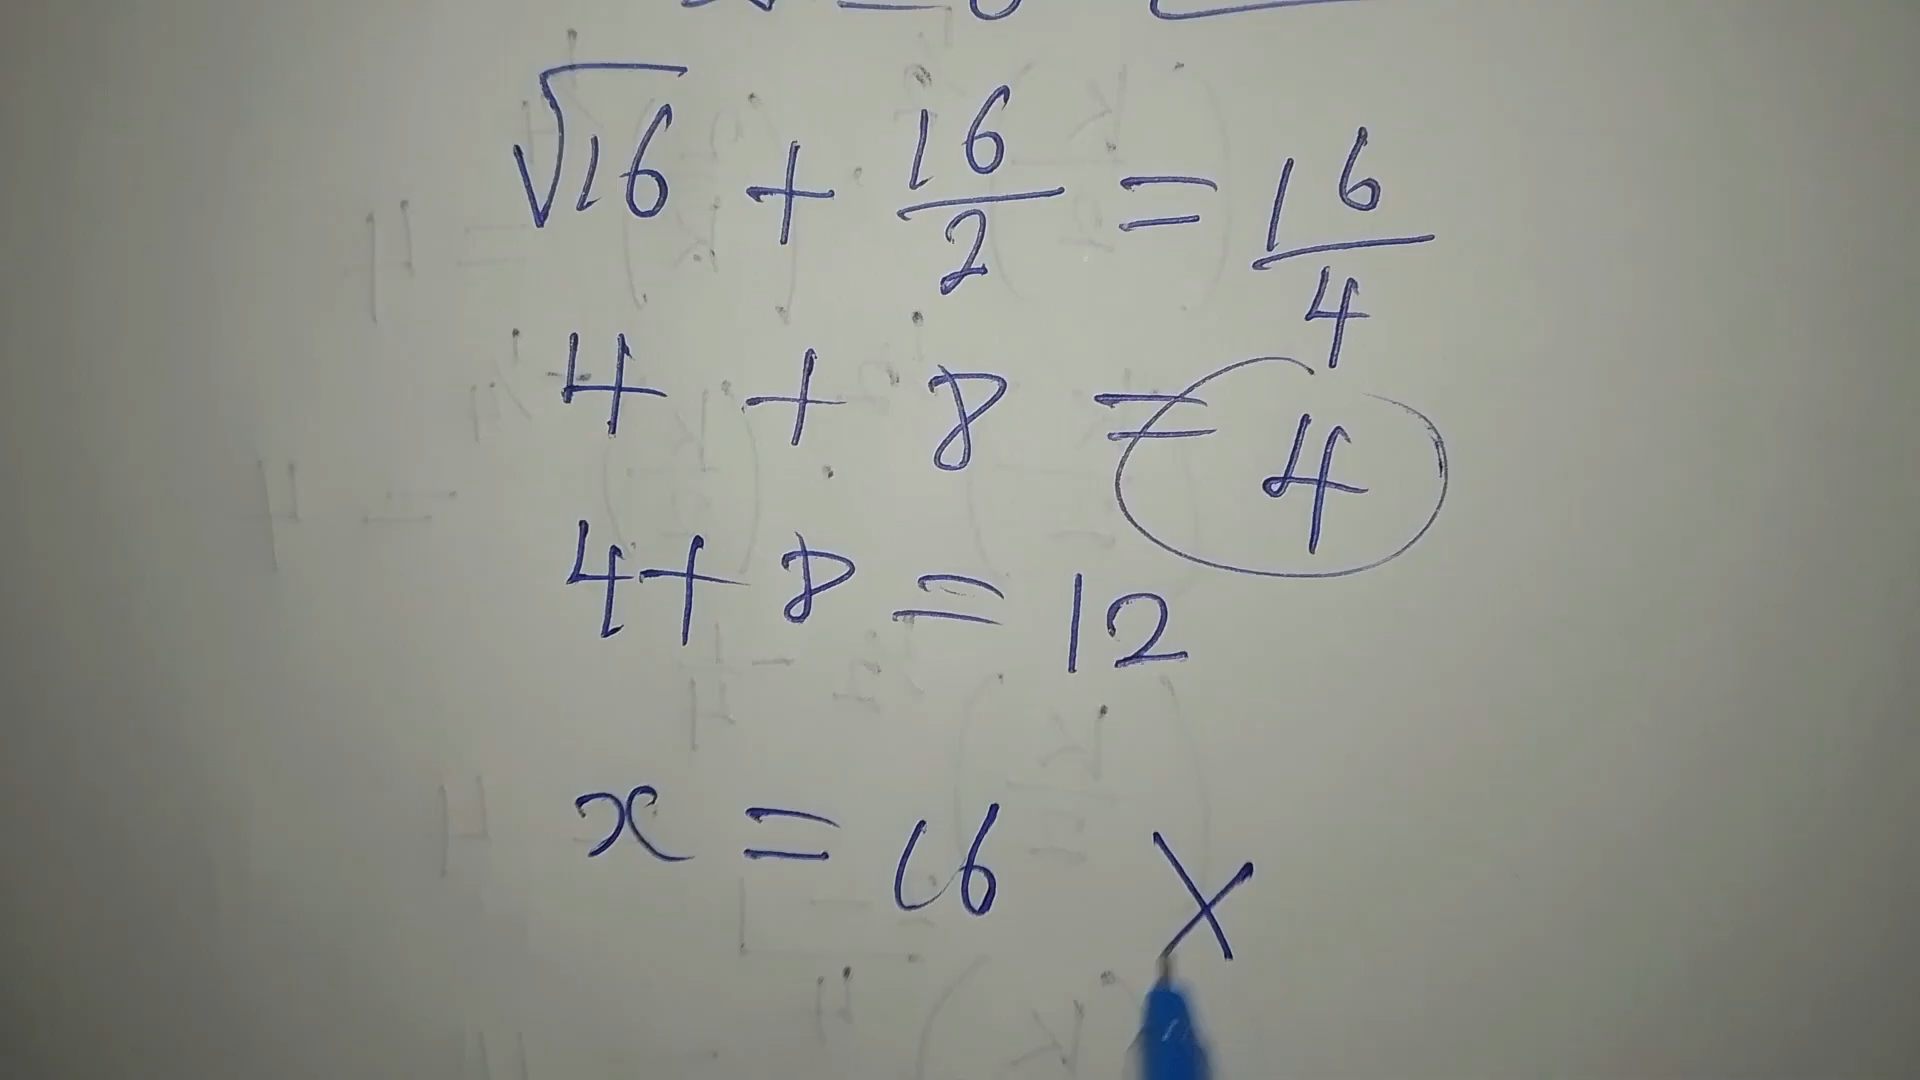 √16 + 16/2 = 16/4
4 + 8 = 4
4+8 = 12
x = 16 X